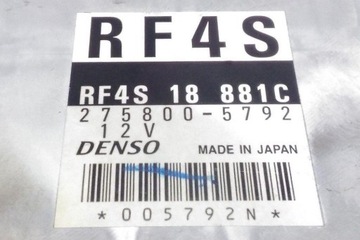 RF4S
RF4S 18 881C
275800-5792
12V
DENSO MADE IN JAPAN
*005792N*